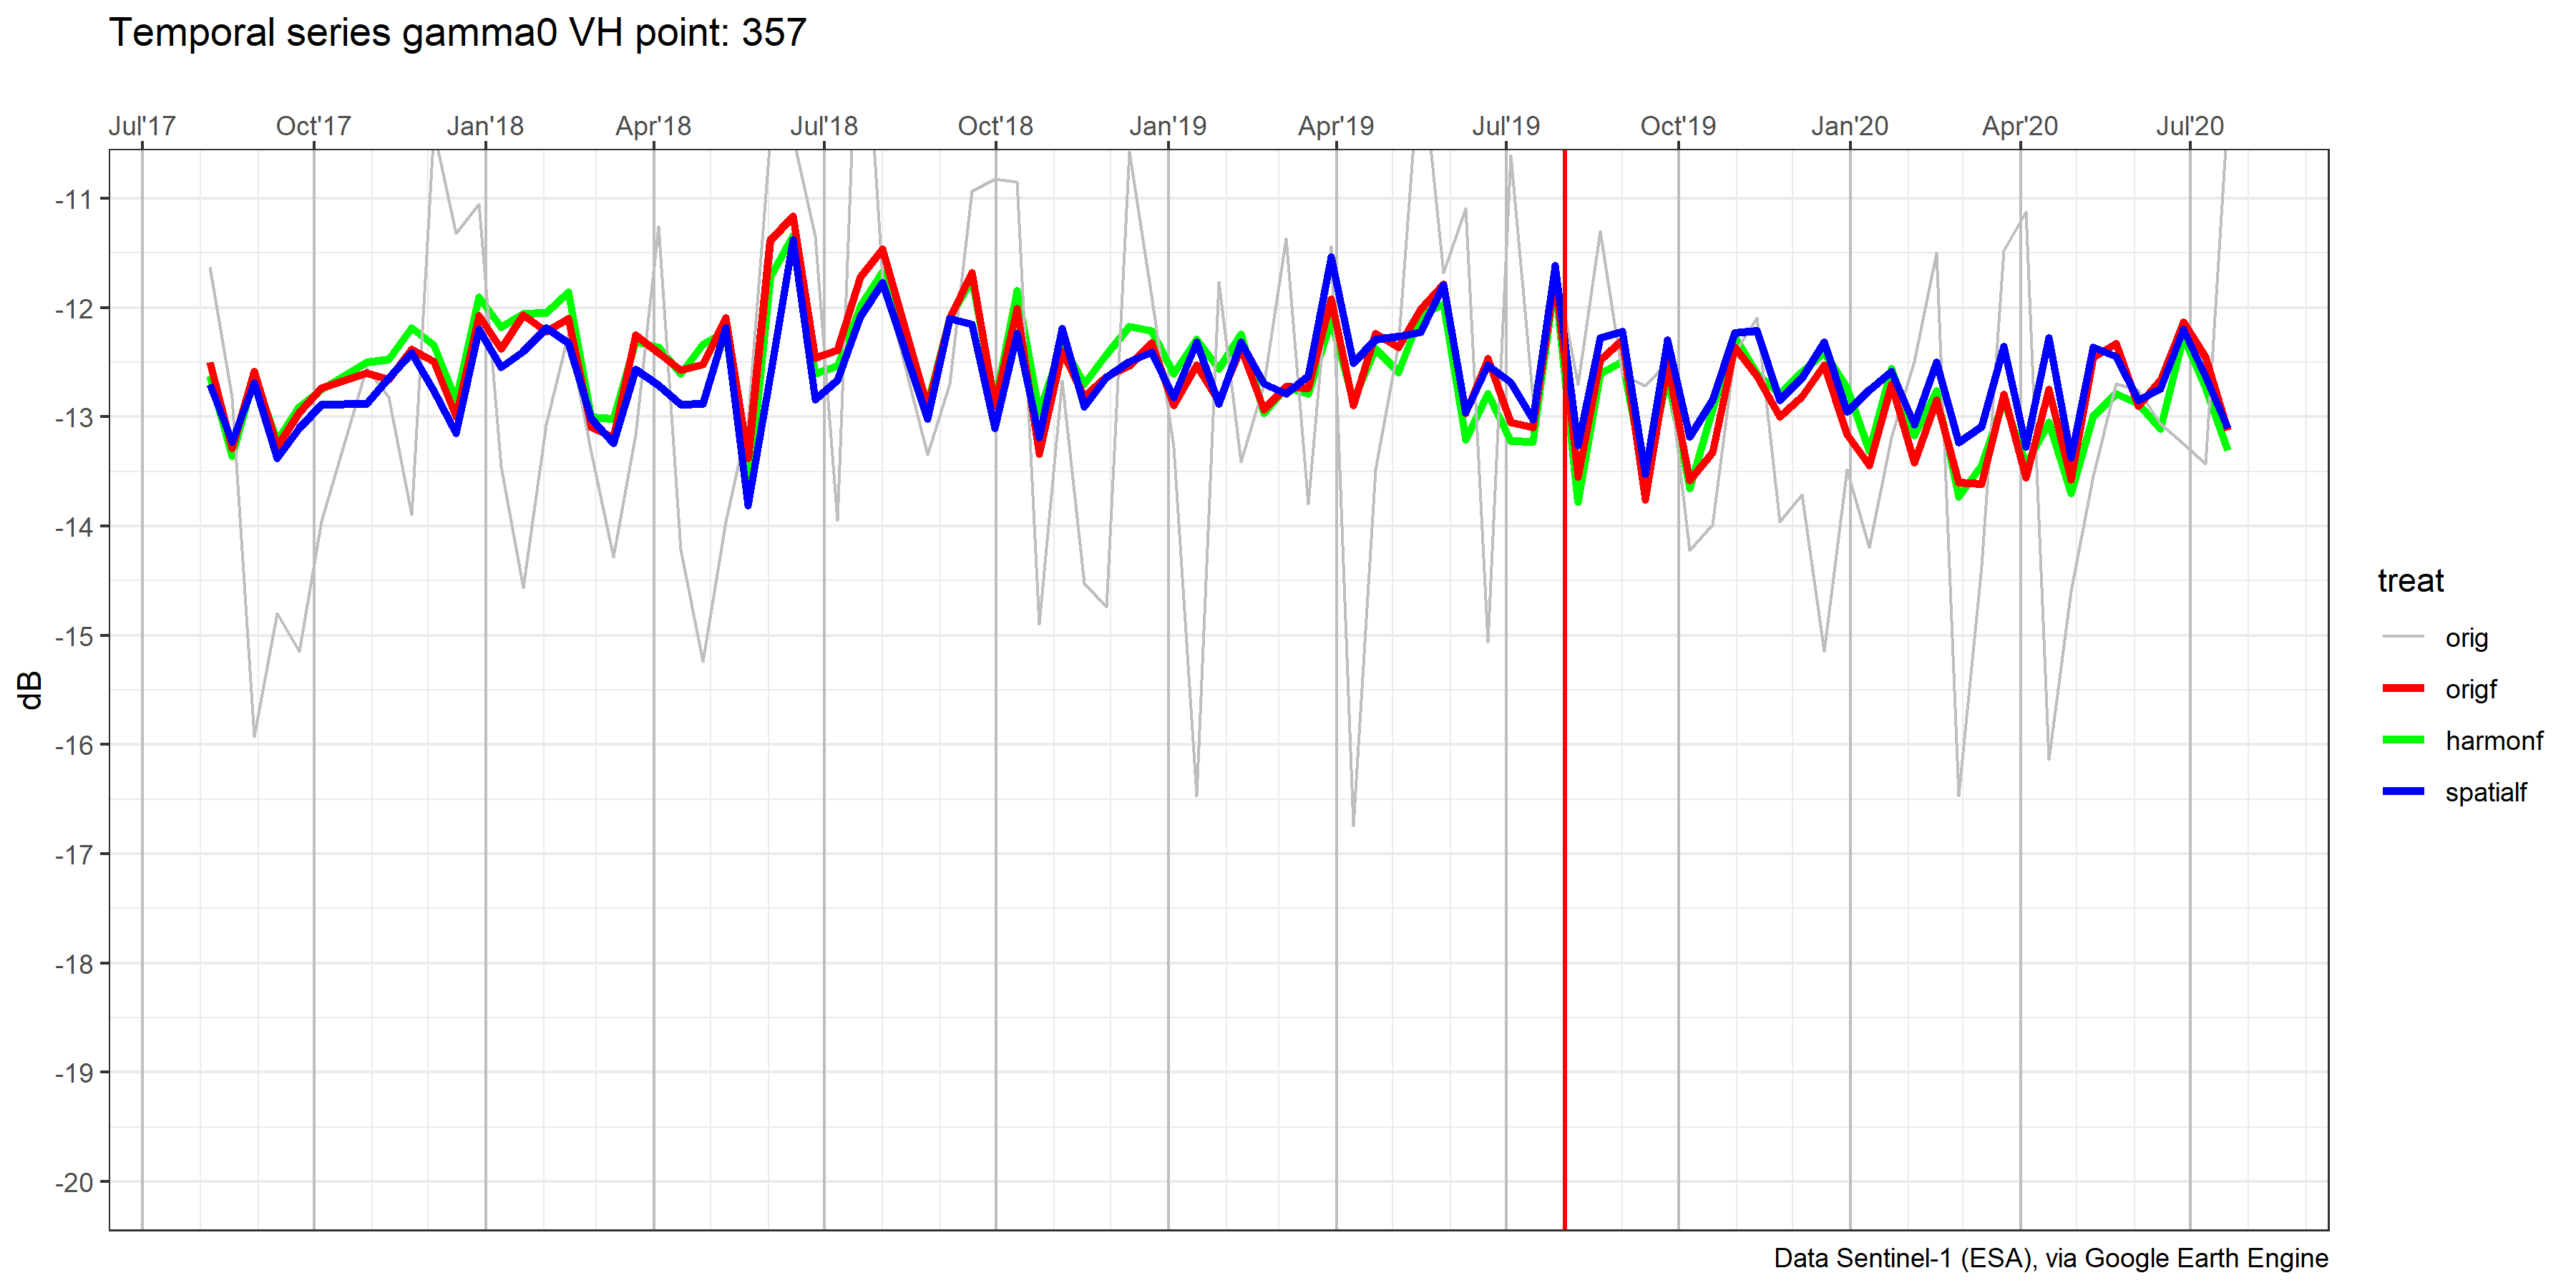 Temporal series gamma0 VH point: 357
Jul'17 Oct'17 Jan'18 Apr'18 Jul'18 Oct'18 Jan'19 Apr'19 Jul'19 Oct'19 Jan'20 Apr'20 Jul'20
-11
-12
-13
-14
-15
-16
-17
-18
-19
-20
dB
treat
orig
origf
harmonf
spatialf
Data Sentinel-1 (ESA), via Google Earth Engine